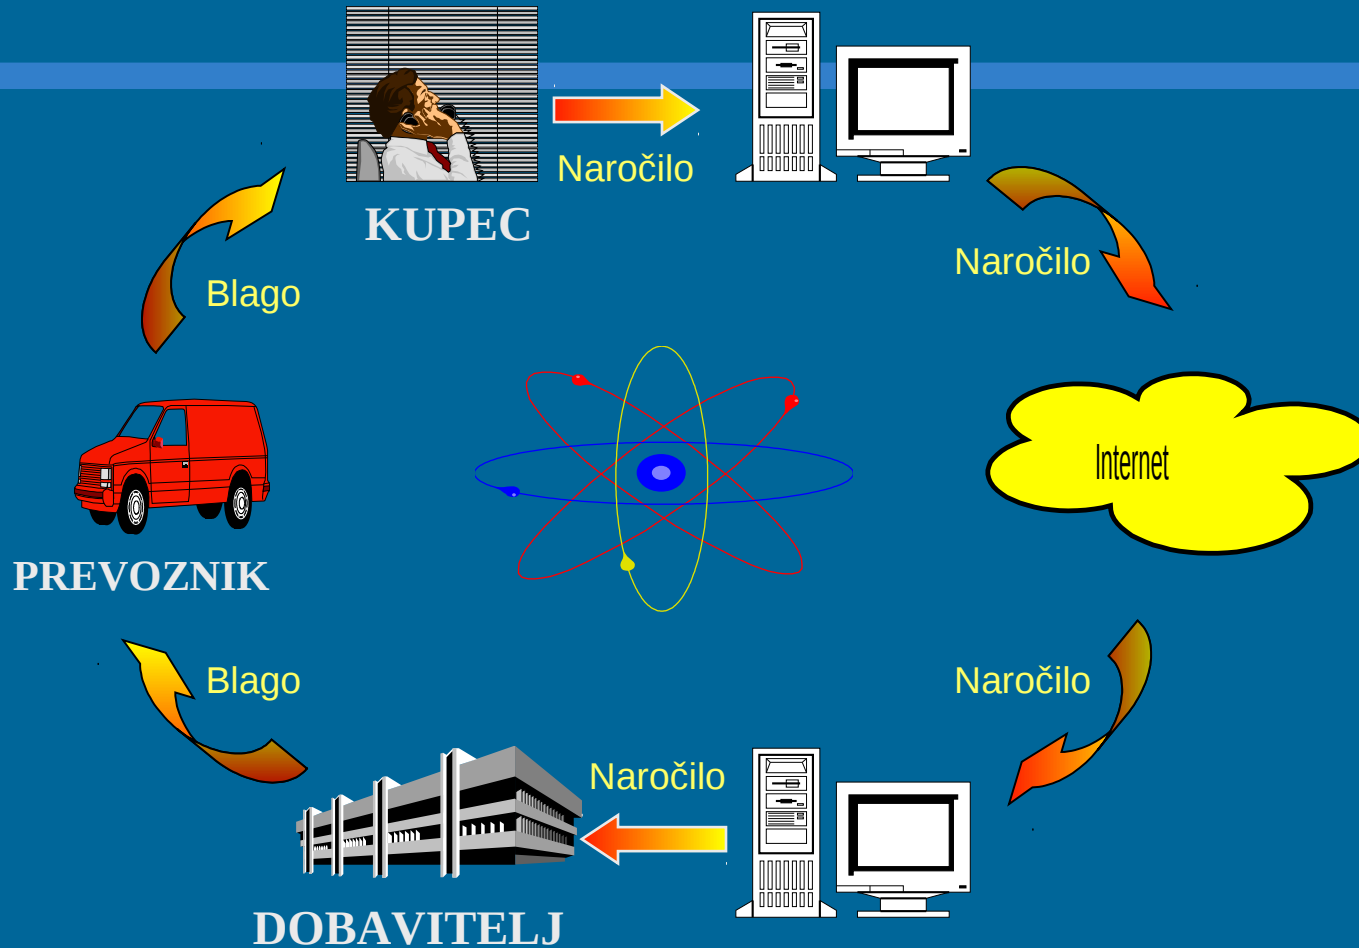 Naročilo
KUPEC
Naročilo
Blago
Internet
PREVOZNIK
Blago
Naročilo
Naročilo
DOBAVITELJ